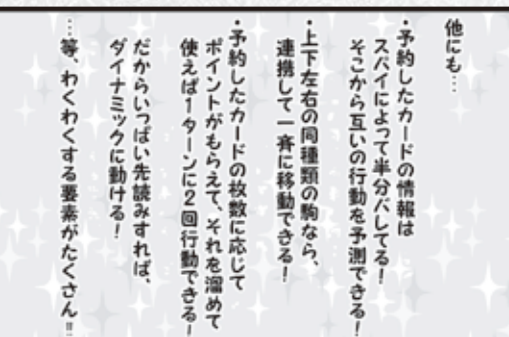 他にも…
・予約したカードの情報は
スパイによって半分バレてる！
そこから互いの行動を予測できる！
・上下左右の同種類の駒なら、
連携して一斉に移動できる！
・予約したカードの枚数に応じて
ポイントがもらえて、それを溜めて
使えば1ターンに2回行動できる！
だからいっぱい先読みすれば、
ダイナミックに動ける！
…等、わくわくする要素がたくさん‼